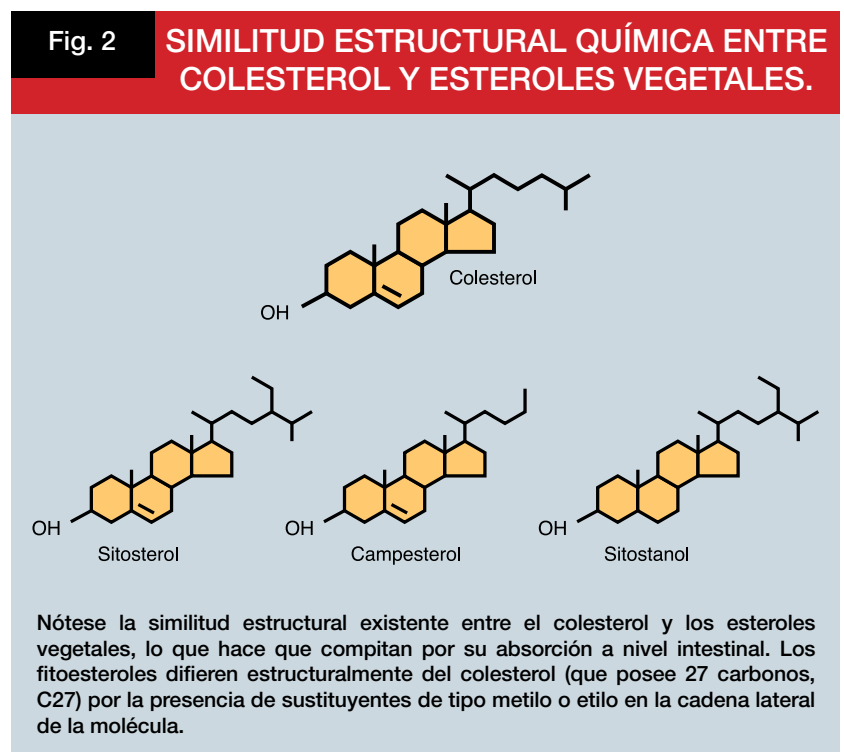 Fig. 2
SIMILITUD ESTRUCTURAL QUÍMICA ENTRE
COLESTEROL Y ESTEROLES VEGETALES.
Colesterol
OH
OH
Sitosterol
OH
Campesterol
OH
Sitostanol
Nótese la similitud estructural existente entre el colesterol y los esteroles
vegetales, lo que hace que compitan por su absorción a nivel intestinal. Los
fitoesteroles difieren estructuralmente del colesterol (que posee 27 carbonos,
C27) por la presencia de sustituyentes de tipo metilo o etilo en la cadena lateral
de la molécula.